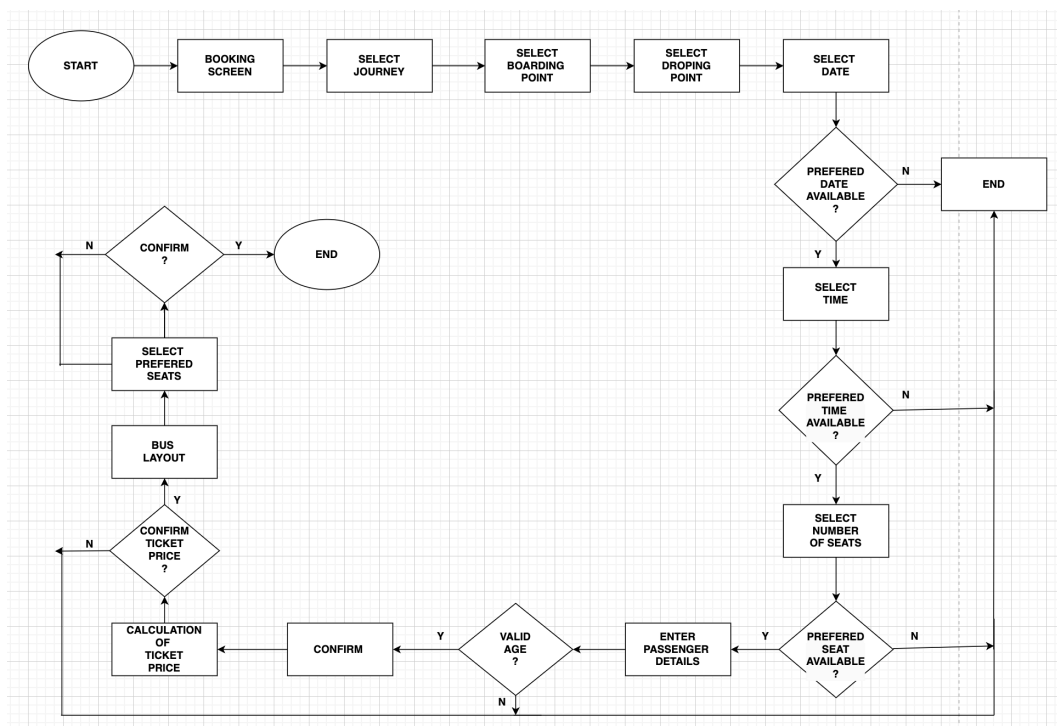 START
BOOKING
SCREEN
SELECT
JOURNEY
SELECT
BOARDING
POINT
SELECT
DROPING
POINT
SELECT
DATE
PREFERED
DATE
AVAILABLE
?
N
END
Y
SELECT
TIME
PREFERED
TIME
AVAILABLE
?
N
Y
SELECT
NUMBER
OF SEATS
PREFERED
SEAT
AVAILABLE
?
N
Y
ENTER
PASSENGER
DETAILS
VALID
AGE
?
N
Y
CONFIRM
CALCULATION
OF
TICKET
PRICE
CONFIRM
TICKET
PRICE
?
N
Y
BUS
LAYOUT
SELECT
PREFERED
SEATS
CONFIRM
?
N
Y
END